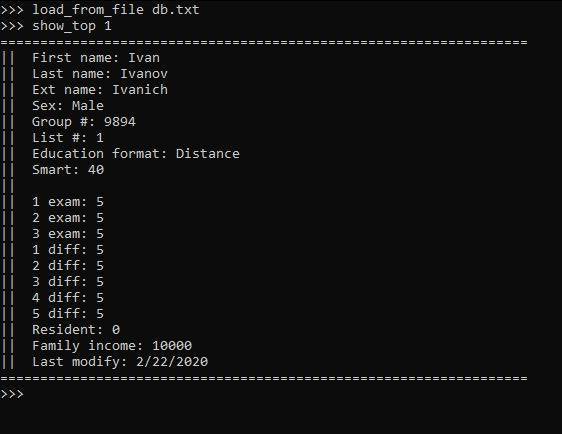 >>> load_from_file db.txt
>>> show_top 1
==================================================================
||  First name: Ivan
||  Last name: Ivanov
||  Ext name: Ivanich
||  Sex: Male
||  Group #: 9894
||  List #: 1
||  Education format: Distance
||  Smart: 40
||
||  1 exam: 5
||  2 exam: 5
||  3 exam: 5
||  1 diff: 5
||  2 diff: 5
||  3 diff: 5
||  4 diff: 5
||  5 diff: 5
||  Resident: 0
||  Family income: 10000
||  Last modify: 2/22/2020
==================================================================
>>>